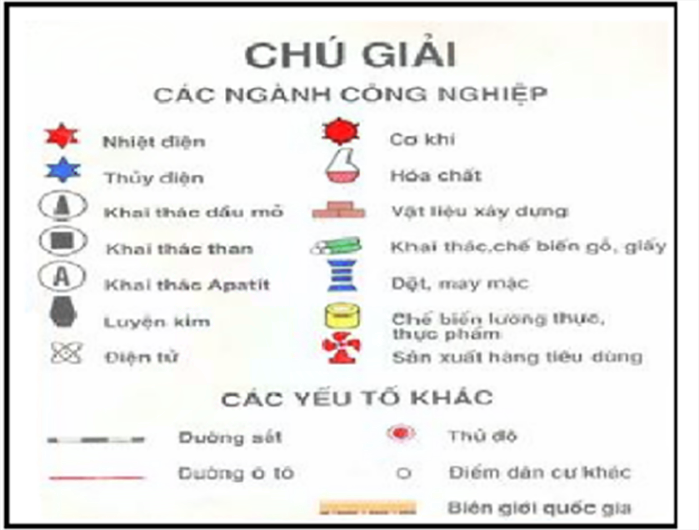 CHÚ GIẢI
CÁC NGÀNH CÔNG NGHIỆP
Nhiệt điện
Thủy điện
Khai thác dầu mỏ
Khai thác than
A Khai thác Apatit
Luyện kim
Điện tử
Cơ khí
Hóa chất
Vật liệu xây dựng
Khai thác,chế biến gỗ, giấy
Dệt, may mặc
Chế biến lương thực,
thực phẩm
Sản xuất hàng tiêu dùng
CÁC YẾU TỐ KHÁC
Đường sắt
Đường ô tô
Thủ đô
Điểm dân cư khác
Biên giới quốc gia